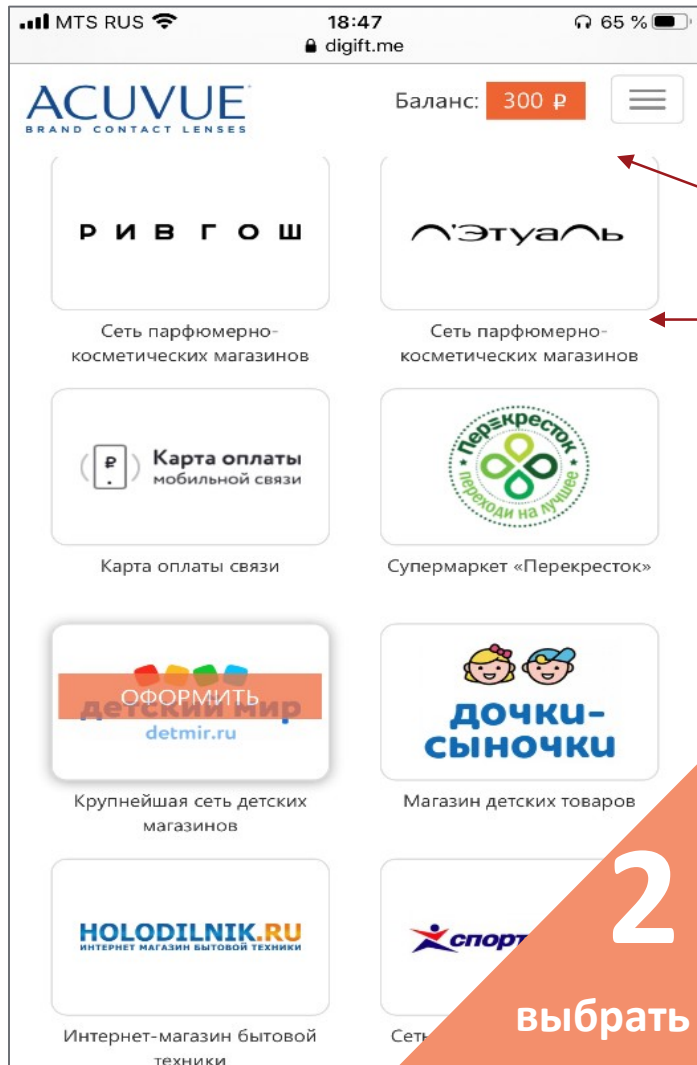 MTS RUS 18:47 65 %
digift.me
ACUVUE
BRAND CONTACT LENSES
Баланс: 300 ₽
РИВ ГОШ
Л'Этуаль
Сеть парфюмерно-
косметических магазинов
Сеть парфюмерно-
косметических магазинов
₽
Карта оплаты
мобильной связи
Перекресток
переходи на лучшее
Карта оплаты связи
Супермаркет «Перекресток»
детский мир
ОФОРМИТЬ
detmir.ru
дочки-
сыночки
Крупнейшая сеть детских
магазинов
Магазин детских товаров
HOLODILNIK.RU
ИНТЕРНЕТ МАГАЗИН БЫТОВОЙ ТЕХНИКИ
спорт
Интернет-магазин бытовой
техники
Сеть
2
выбрать